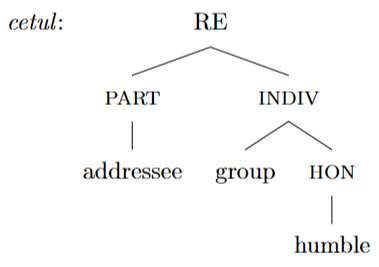 cetul: RE
PART INDIV
addressee group HON
humble